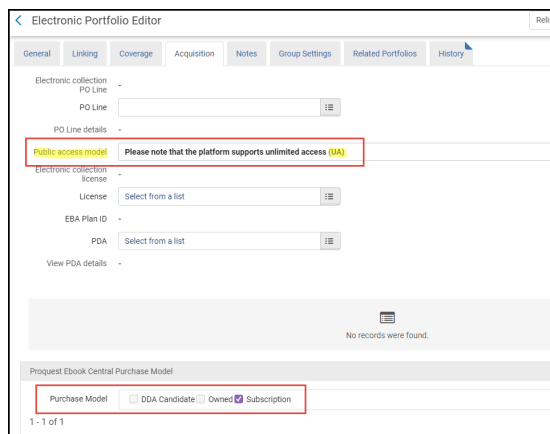 Electronic Portfolio Editor
General Linking Coverage Acquisition Notes Group Settings Related Portfolios History
Electronic collection PO Line -
PO Line
PO Line details -
Public access model Please note that the platform supports unlimited access (UA)
Electronic collection license -
License Select from a list
EBA Plan ID -
PDA Select from a list
View PDA details -
No records were found.
Proquest Ebook Central Purchase Model
Purchase Model DDA Candidate Owned Subscription
1 - 1 of 1